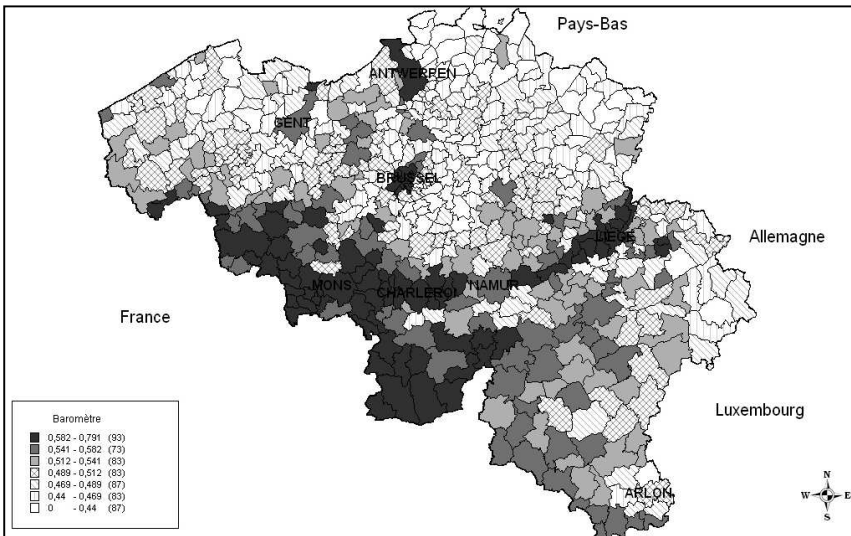 Pays-Bas
ANTWERPEN
GENT
BRUSSEL
LIEGE
Allemagne
MONS
CHARLEROI
NAMUR
France
Luxembourg
Baromètre
0,582 - 0,791 (93)
0,541 - 0,582 (73)
0,512 - 0,541 (83)
0,489 - 0,512 (83)
0,469 - 0,489 (87)
0,44 - 0,469 (83)
0 - 0,44 (87)
ARLON
N
W E
S